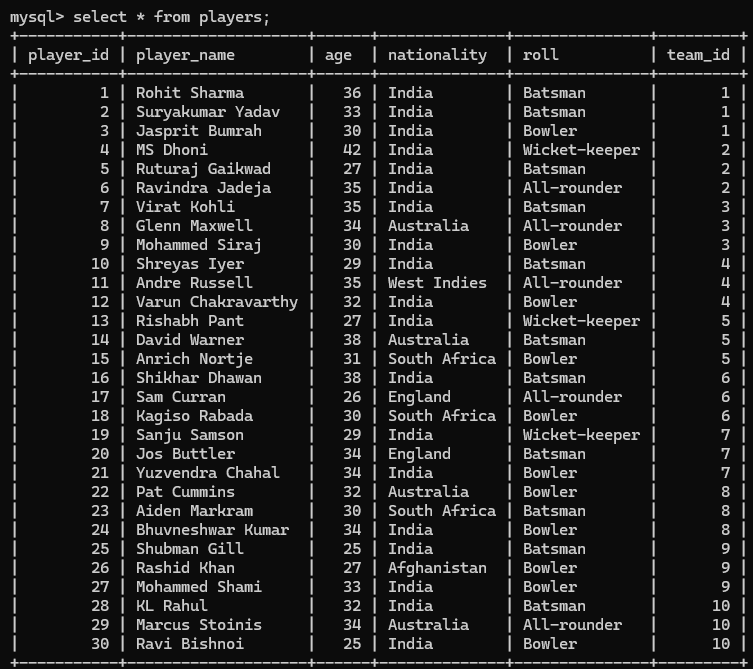 mysql> select * from players;
+-----------+--------------------+------+--------------+---------------+---------+
| player_id | player_name        | age  | nationality  | roll          | team_id |
+-----------+--------------------+------+--------------+---------------+---------+
|         1 | Rohit Sharma       |   36 | India        | Batsman       |       1 |
|         2 | Suryakumar Yadav   |   33 | India        | Batsman       |       1 |
|         3 | Jasprit Bumrah     |   30 | India        | Bowler        |       1 |
|         4 | MS Dhoni           |   42 | India        | Wicket-keeper |       2 |
|         5 | Ruturaj Gaikwad    |   27 | India        | Batsman       |       2 |
|         6 | Ravindra Jadeja    |   35 | India        | All-rounder   |       2 |
|         7 | Virat Kohli        |   35 | India        | Batsman       |       3 |
|         8 | Glenn Maxwell      |   34 | Australia    | All-rounder   |       3 |
|         9 | Mohammed Siraj     |   30 | India        | Bowler        |       3 |
|        10 | Shreyas Iyer       |   29 | India        | Batsman       |       4 |
|        11 | Andre Russell      |   35 | West Indies  | All-rounder   |       4 |
|        12 | Varun Chakravarthy |   32 | India        | Bowler        |       4 |
|        13 | Rishabh Pant       |   27 | India        | Wicket-keeper |       5 |
|        14 | David Warner       |   38 | Australia    | Batsman       |       5 |
|        15 | Anrich Nortje      |   31 | South Africa | Bowler        |       5 |
|        16 | Shikhar Dhawan     |   38 | India        | Batsman       |       6 |
|        17 | Sam Curran         |   26 | England      | All-rounder   |       6 |
|        18 | Kagiso Rabada      |   30 | South Africa | Bowler        |       6 |
|        19 | Sanju Samson       |   29 | India        | Wicket-keeper |       7 |
|        20 | Jos Buttler        |   34 | England      | Batsman       |       7 |
|        21 | Yuzvendra Chahal   |   34 | India        | Bowler        |       7 |
|        22 | Pat Cummins        |   32 | Australia    | Bowler        |       8 |
|        23 | Aiden Markram      |   30 | South Africa | Batsman       |       8 |
|        24 | Bhuvneshwar Kumar  |   34 | India        | Bowler        |       8 |
|        25 | Shubman Gill       |   25 | India        | Batsman       |       9 |
|        26 | Rashid Khan        |   27 | Afghanistan  | Bowler        |       9 |
|        27 | Mohammed Shami     |   33 | India        | Bowler        |       9 |
|        28 | KL Rahul           |   32 | India        | Batsman       |      10 |
|        29 | Marcus Stoinis     |   34 | Australia    | All-rounder   |      10 |
|        30 | Ravi Bishnoi       |   25 | India        | Bowler        |      10 |
+-----------+--------------------+------+--------------+---------------+---------+